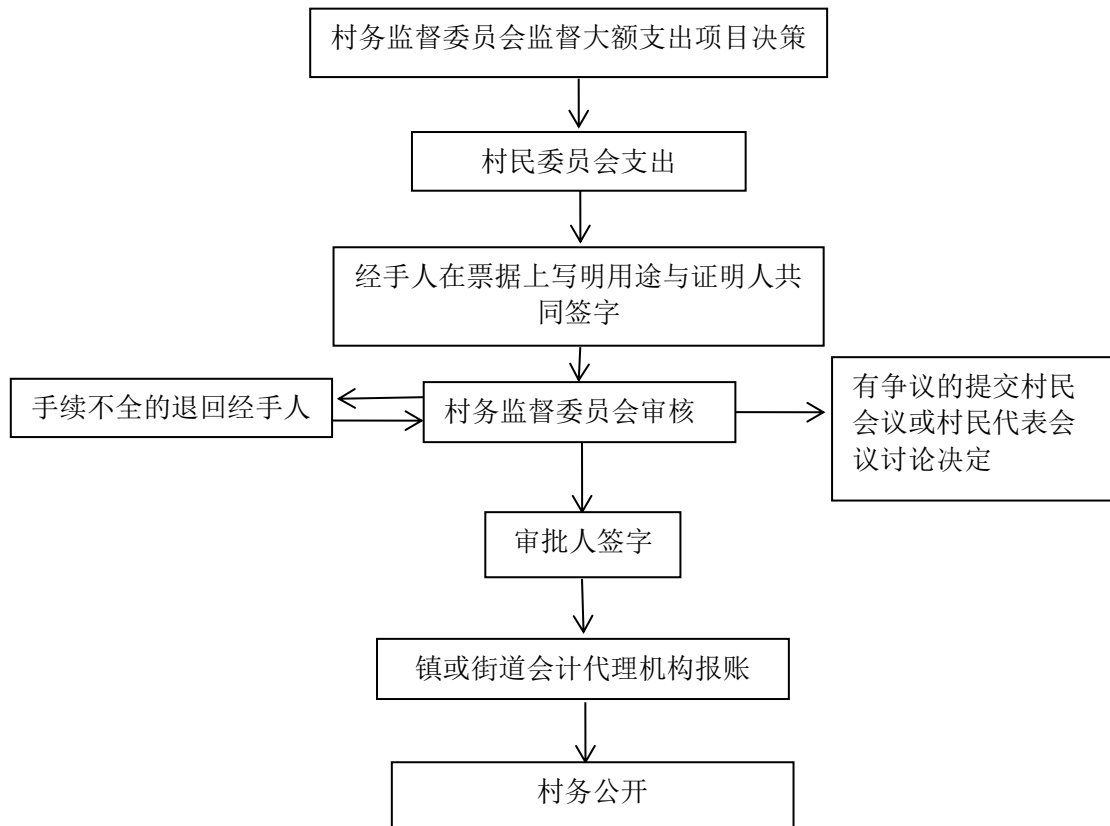 村务监督委员会监督大额支出项目决策
村民委员会支出
经手人在票据上写明用途与证明人共
同签字
手续不全的退回经手人
村务监督委员会审核
有争议的提交村民
会议或村民代表会
议讨论决定
审批人签字
镇或街道会计代理机构报账
村务公开